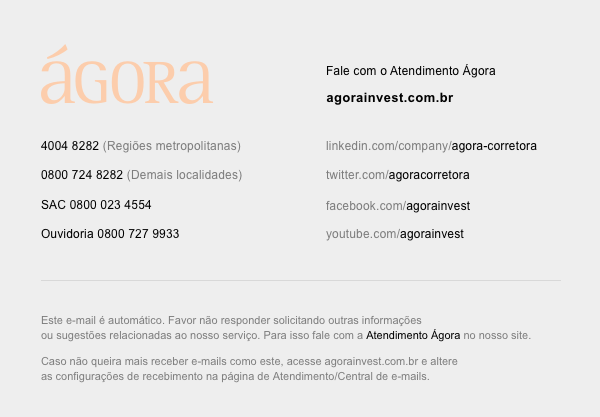 ÁGORA
Fale com o Atendimento Ágora
agorainvest.com.br
4004 8282 (Regiões metropolitanas)
0800 724 8282 (Demais localidades)
SAC 0800 023 4554
Ouvidoria 0800 727 9933
linkedin.com/company/agora-corretora
twitter.com/agoracorretora
facebook.com/agorainvest
youtube.com/agorainvest
Este e-mail é automático. Favor não responder solicitando outras informações
ou sugestões relacionadas ao nosso serviço. Para isso fale com a Atendimento Ágora no nosso site.
Caso não queira mais receber e-mails como este, acesse agorainvest.com.br e altere
as configurações de recebimento na página de Atendimento/Central de e-mails.